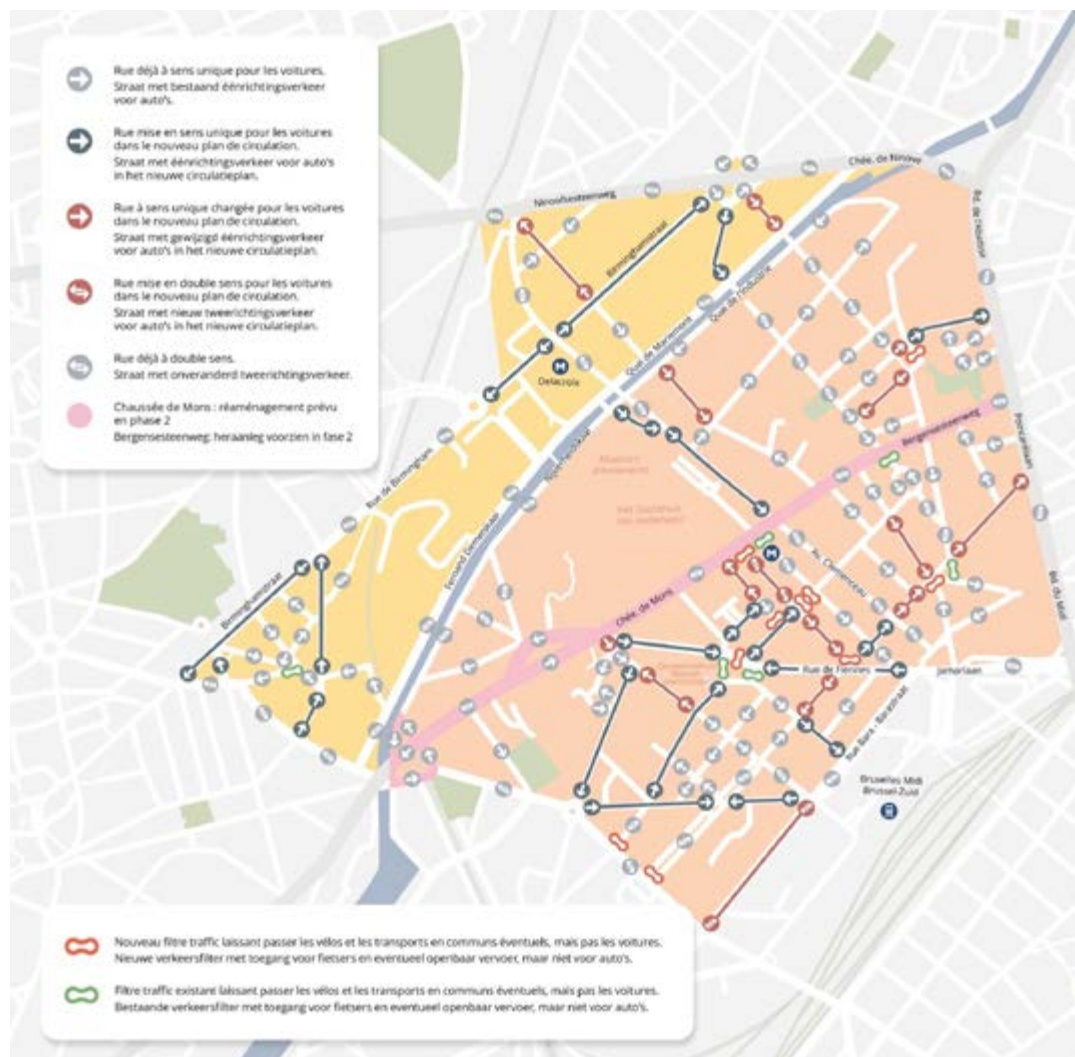 Rue déjà à sens unique pour les voitures.
Straat met bestaand éénrichtingsverkeer
voor auto's.
Rue mise en sens unique pour les voitures
dans le nouveau plan de circulation.
Straat met éénrichtingsverkeer voor auto's
in het nieuwe circulatieplan.
Rue à sens unique changée pour les voitures
dans le nouveau plan de circulation.
Straat met gewijzigd éénrichtingsverkeer
voor auto's in het nieuwe circulatieplan.
Rue mise en double sens pour les voitures
dans le nouveau plan de circulation.
Straat met nieuw tweerichtingsverkeer
voor auto's in het nieuwe circulatieplan.
Rue déjà à double sens.
Straat met onveranderd tweerichtingsverkeer.
Chaussée de Mons : réaménagement prévu
en phase 2
Bergensesteenweg: heraanleg voorzien in fase 2
Chée. de Ninove
Ninoofsesteenweg
Birminghamstraat
Quai de l'Industrie
Quai de Mariemont
M
Delacroix
Nijverheidskaai
Bergensesteenweg
Poincarélaan
Rue de Birmingham
Fernand Demetskaai
M
Av. Clemenceau
Birminghamstraat
Chée. de Mons
Bd. du Midi
Rue de Fiennes
Jamarlaan
Rue Bara - Barastraat
Bruxelles Midi
Brussel-Zuid
Nouveau filtre traffic laissant passer les vélos et les transports en communs éventuels, mais pas les voitures.
Nieuwe verkeersfilter met toegang voor fietsers en eventueel openbaar vervoer, maar niet voor auto's.
Filtre traffic existant laissant passer les vélos et les transports en communs éventuels, mais pas les voitures.
Bestaande verkeersfilter met toegang voor fietsers en eventueel openbaar vervoer, maar niet voor auto's.